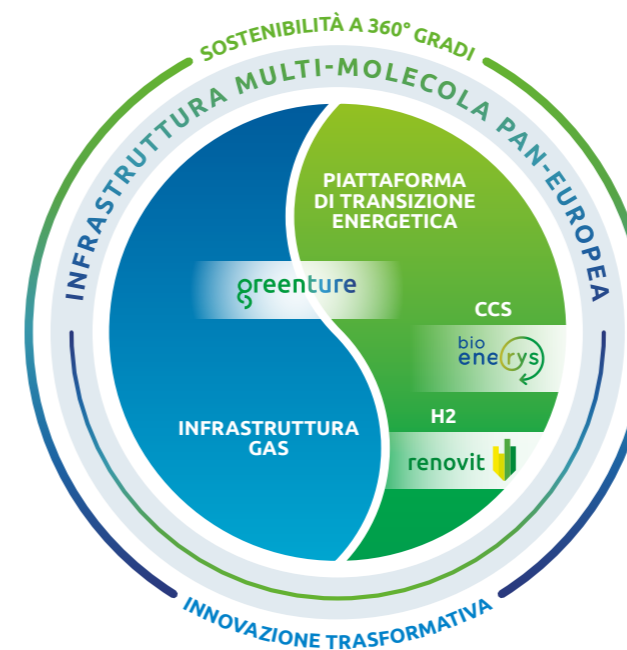 SOSTENIBILITÀ A 360° GRADI
INFRASTRUTTURA MULTI-MOLECOLA PAN-EUROPEA
PIATTAFORMA
DI TRANSIZIONE
ENERGETICA
greenture
CCS
bio
enerys
H2
INFRASTRUTTURA
GAS
renovit
INNOVAZIONE TRASFORMATIVA